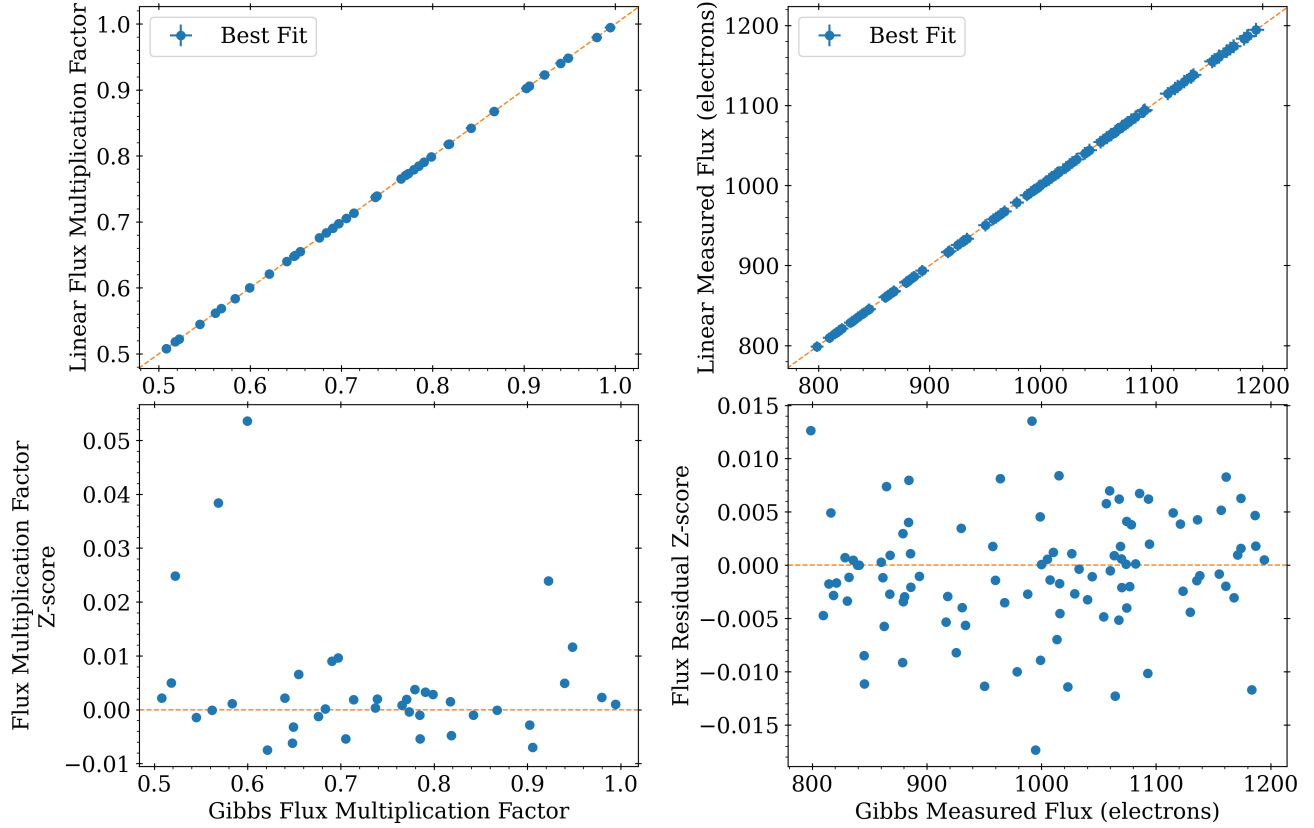 Linear Flux Multiplication Factor
1.0
0.9
0.8
0.7
0.6
0.5
Best Fit
0.5 0.6 0.7 0.8 0.9 1.0
Linear Measured Flux (electrons)
1200
1100
1000
900
800
Best Fit
800 900 1000 1100 1200
Flux Multiplication Factor
Z-score
0.05
0.04
0.03
0.02
0.01
0.00
−0.01
0.5 0.6 0.7 0.8 0.9 1.0
Gibbs Flux Multiplication Factor
Flux Residual Z-score
0.015
0.010
0.005
0.000
−0.005
−0.010
−0.015
800 900 1000 1100 1200
Gibbs Measured Flux (electrons)